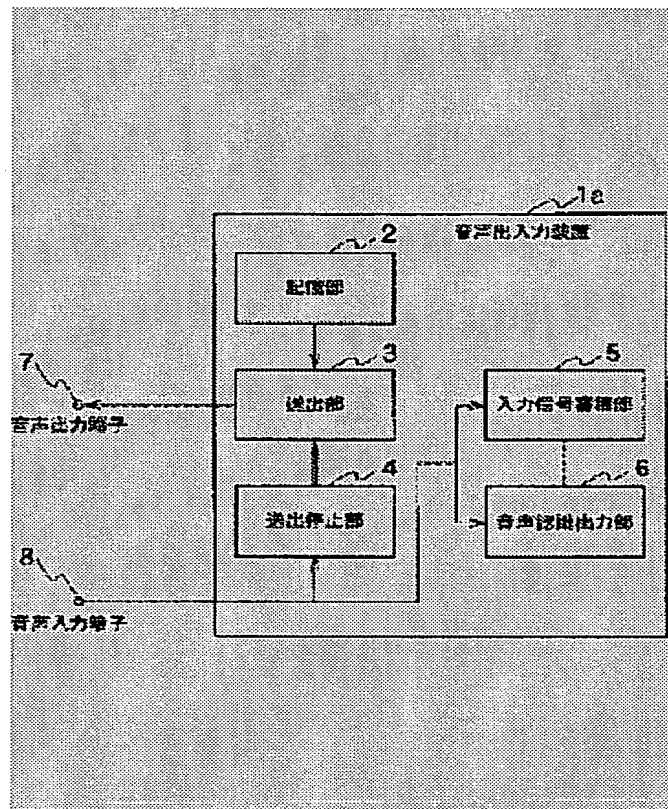 1a
音声出入力装置
2
記憶部
7
3
5
送出部
入力信号蓄積部
音声出力端子
4
6
送出停止部
音声認識出力部
8
音声入力端子